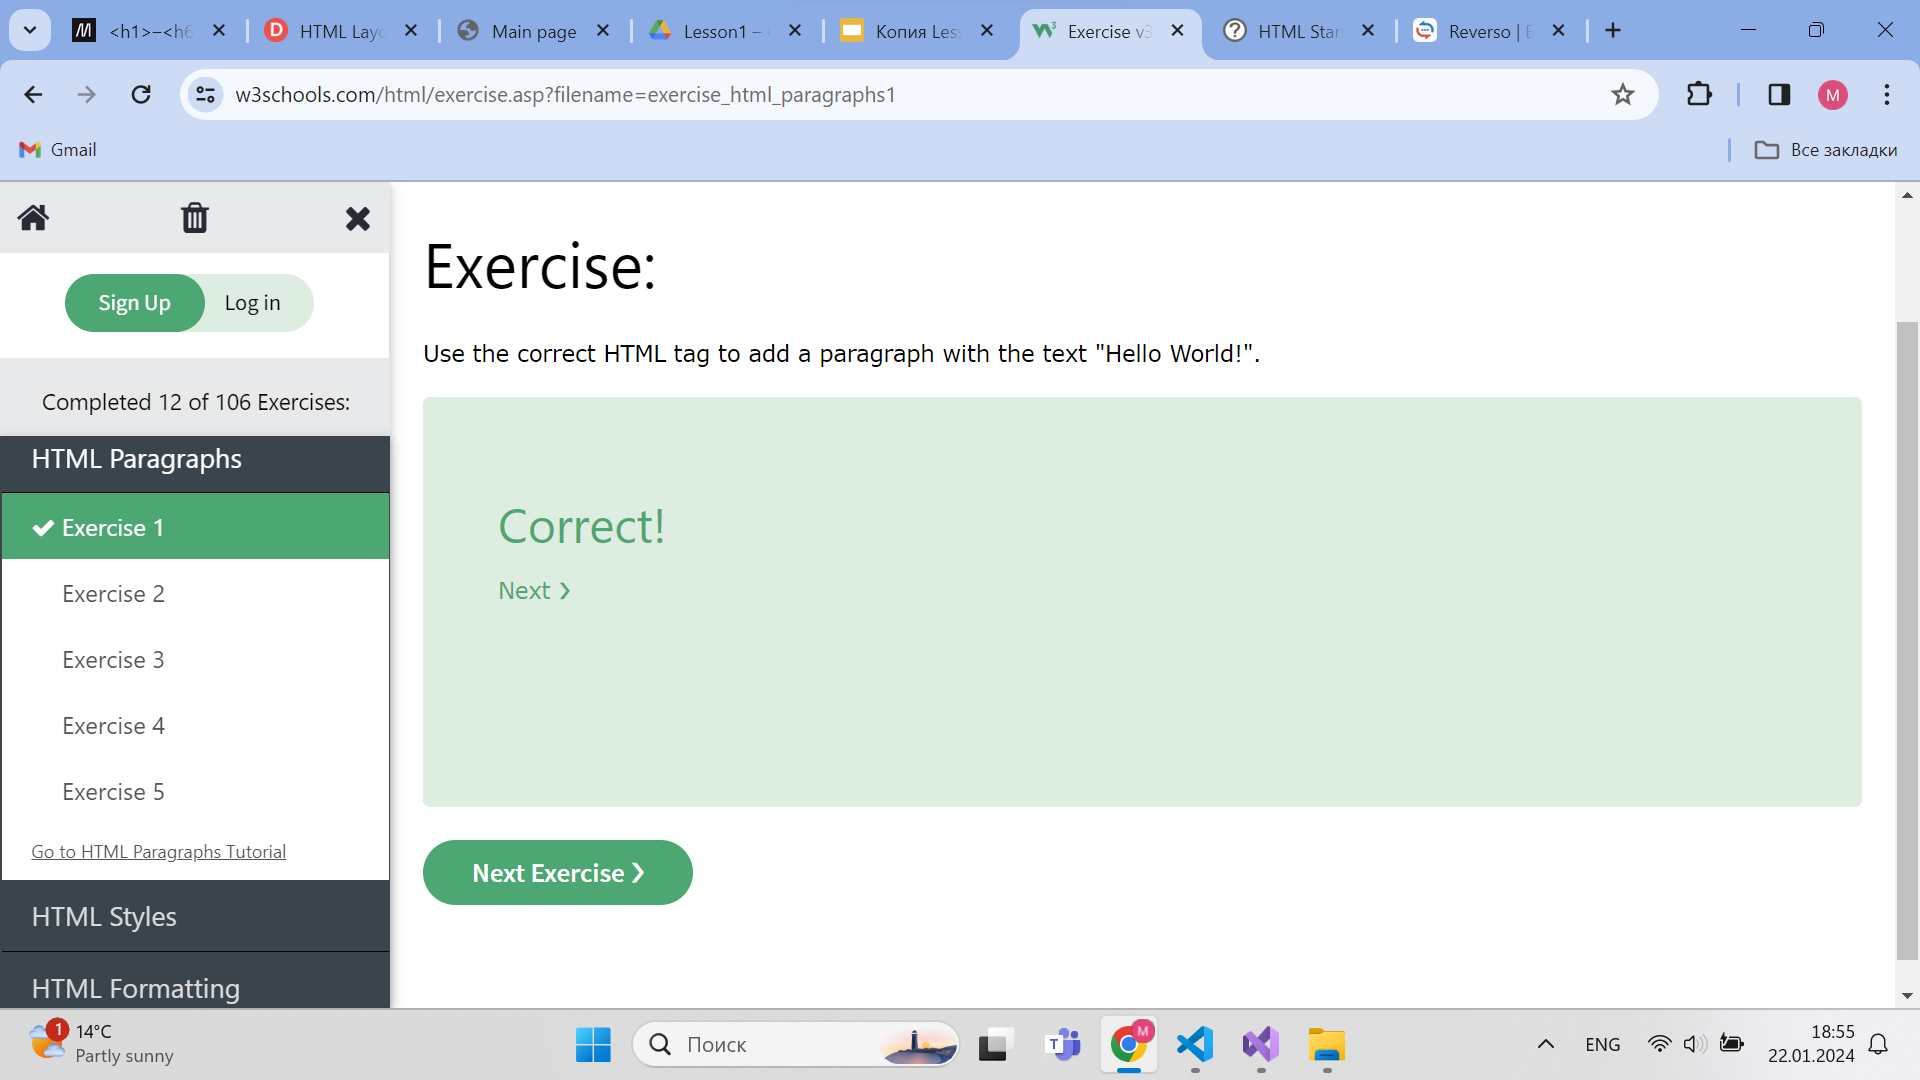 <h1>–<h6
HTML Layo
Main page
Lesson1 –
Копия Less
Exercise v3
HTML Star
Reverso | E
w3schools.com/html/exercise.asp?filename=exercise_html_paragraphs1
M
Gmail
Все закладки
Sign Up
Log in
Completed 12 of 106 Exercises:
HTML Paragraphs
Exercise 1
Exercise 2
Exercise 3
Exercise 4
Exercise 5
Go to HTML Paragraphs Tutorial
HTML Styles
HTML Formatting
Exercise:
Use the correct HTML tag to add a paragraph with the text "Hello World!".
Correct!
Next ❯
Next Exercise ❯
1
14°C
Partly sunny
Поиск
M
ENG
18:55
22.01.2024